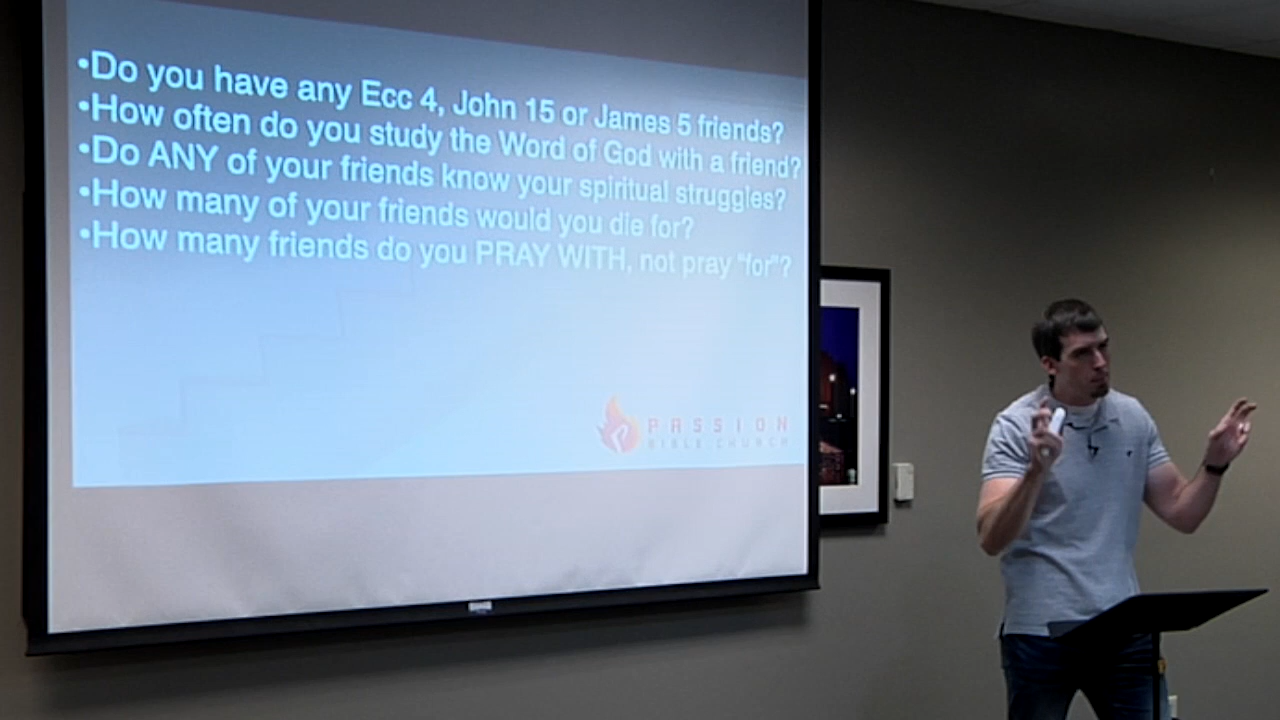 •Do you have any Ecc 4, John 15 or James 5 friends?
•How often do you study the Word of God with a friend?
•Do ANY of your friends know your spiritual struggles?
•How many of your friends would you die for?
•How many friends do you PRAY WITH, not pray "for"?
PASSION
BIBLE CHURCH